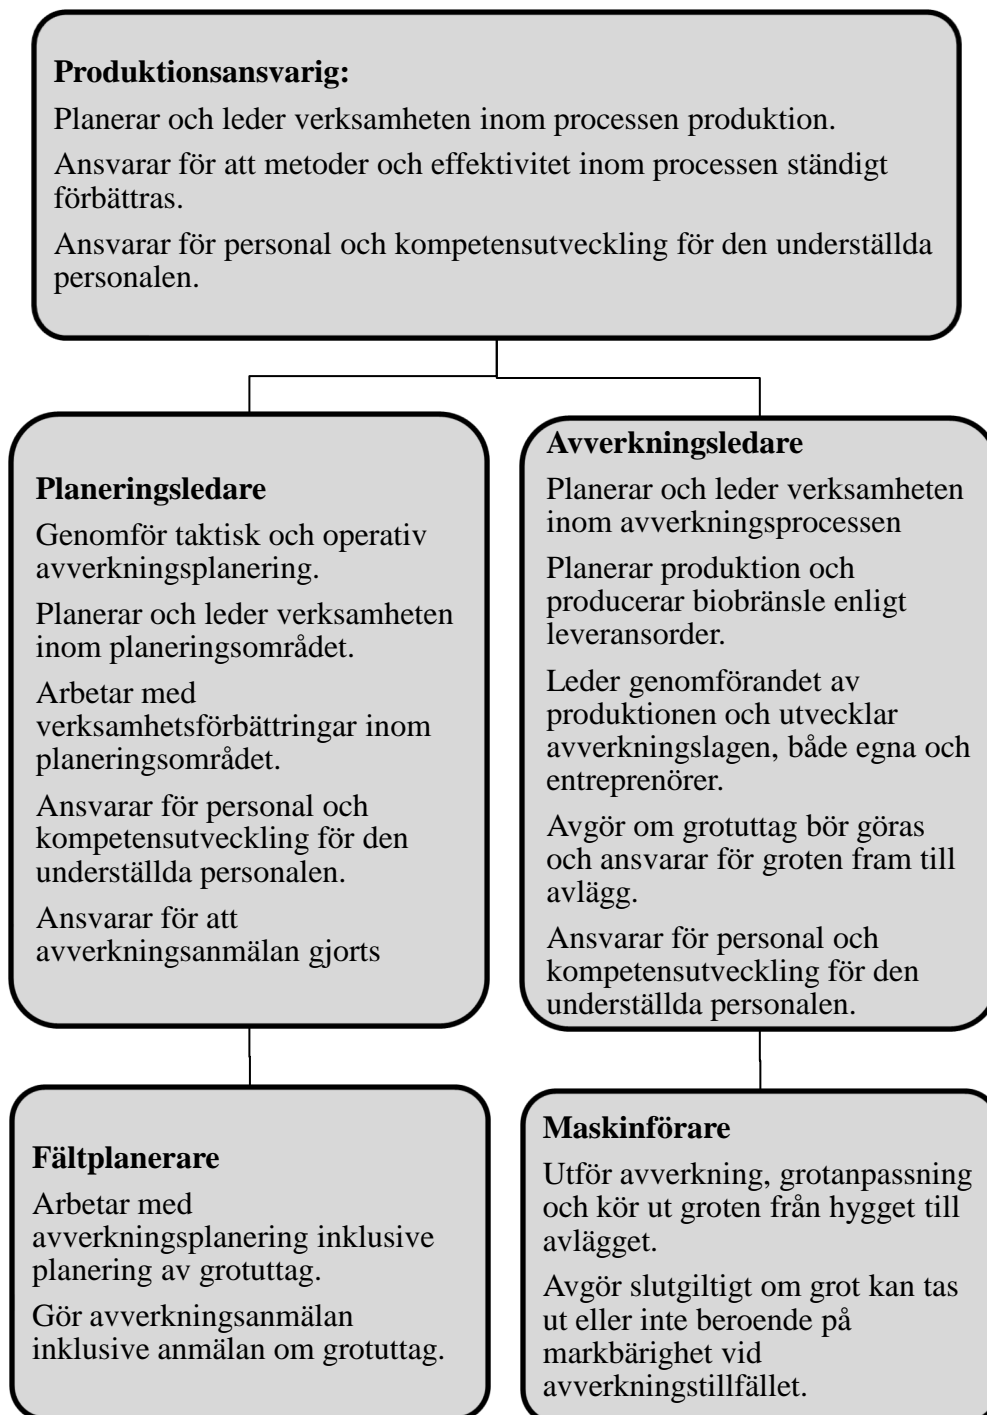 Produktionsansvarig:
Planerar och leder verksamheten inom processen produktion.
Ansvarar för att metoder och effektivitet inom processen ständigt
förbättras.
Ansvarar för personal och kompetensutveckling för den underställda
personalen.
Planeringsledare
Genomför taktisk och operativ
avverkningsplanering.
Planerar och leder verksamheten
inom planeringsområdet.
Arbetar med
verksamhetsförbättringar inom
planeringsområdet.
Ansvarar för personal och
kompetensutveckling för den
underställda personalen.
Ansvarar för att
avverkningsanmälan gjorts
Avverkningsledare
Planerar och leder verksamheten
inom avverkningsprocessen
Planerar produktion och
producerar biobränsle enligt
leveransorder.
Leder genomförandet av
produktionen och utvecklar
avverkningslagen, både egna och
entreprenörer.
Avgör om grotuttag bör göras
och ansvarar för groten fram till
avlägg.
Ansvarar för personal och
kompetensutveckling för den
underställda personalen.
Fältplanerare
Arbetar med
avverkningsplanering inklusive
planering av grotuttag.
Gör avverkningsanmälan
inklusive anmälan om grotuttag.
Maskinförare
Utför avverkning, grotanpassning
och kör ut groten från hygget till
avlägget.
Avgör slutgiltigt om grot kan tas
ut eller inte beroende på
markbärighet vid
avverkningstillfället.